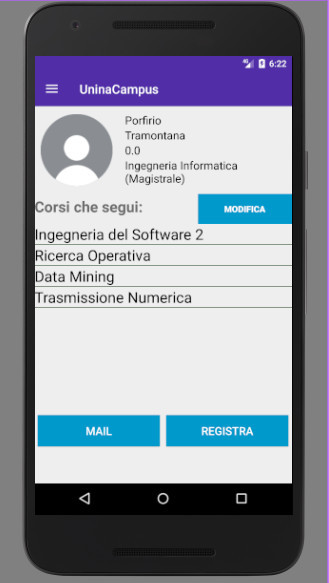 6:22
UninaCampus
Porfirio
Tramontana
0.0
Ingegneria Informatica
(Magistrale)
Corsi che segui:
MODIFICA
Ingegneria del Software 2
Ricerca Operativa
Data Mining
Trasmissione Numerica
MAIL
REGISTRA